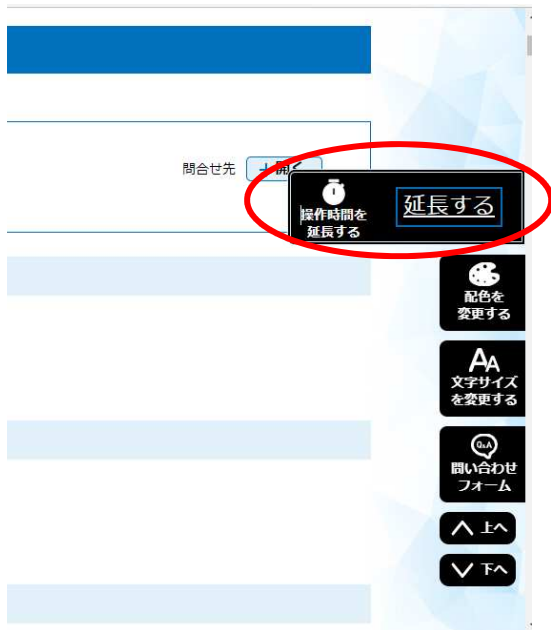 問合せ先
＋開く
操作時間を
延長する
延長する
配色を
変更する
AA
文字サイズ
を変更する
Q&A
問い合わせ
フォーム
上へ
下へ